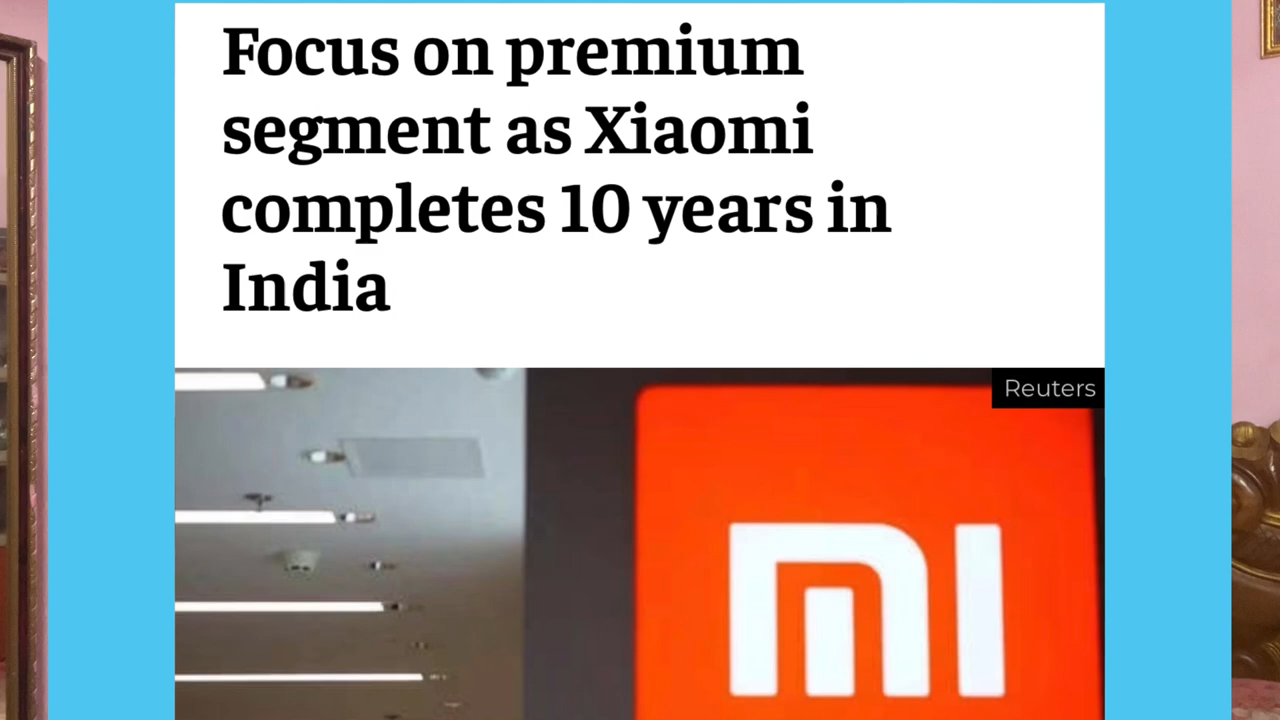 Focus on premium
segment as Xiaomi
completes 10 years in
India
Reuters
mi